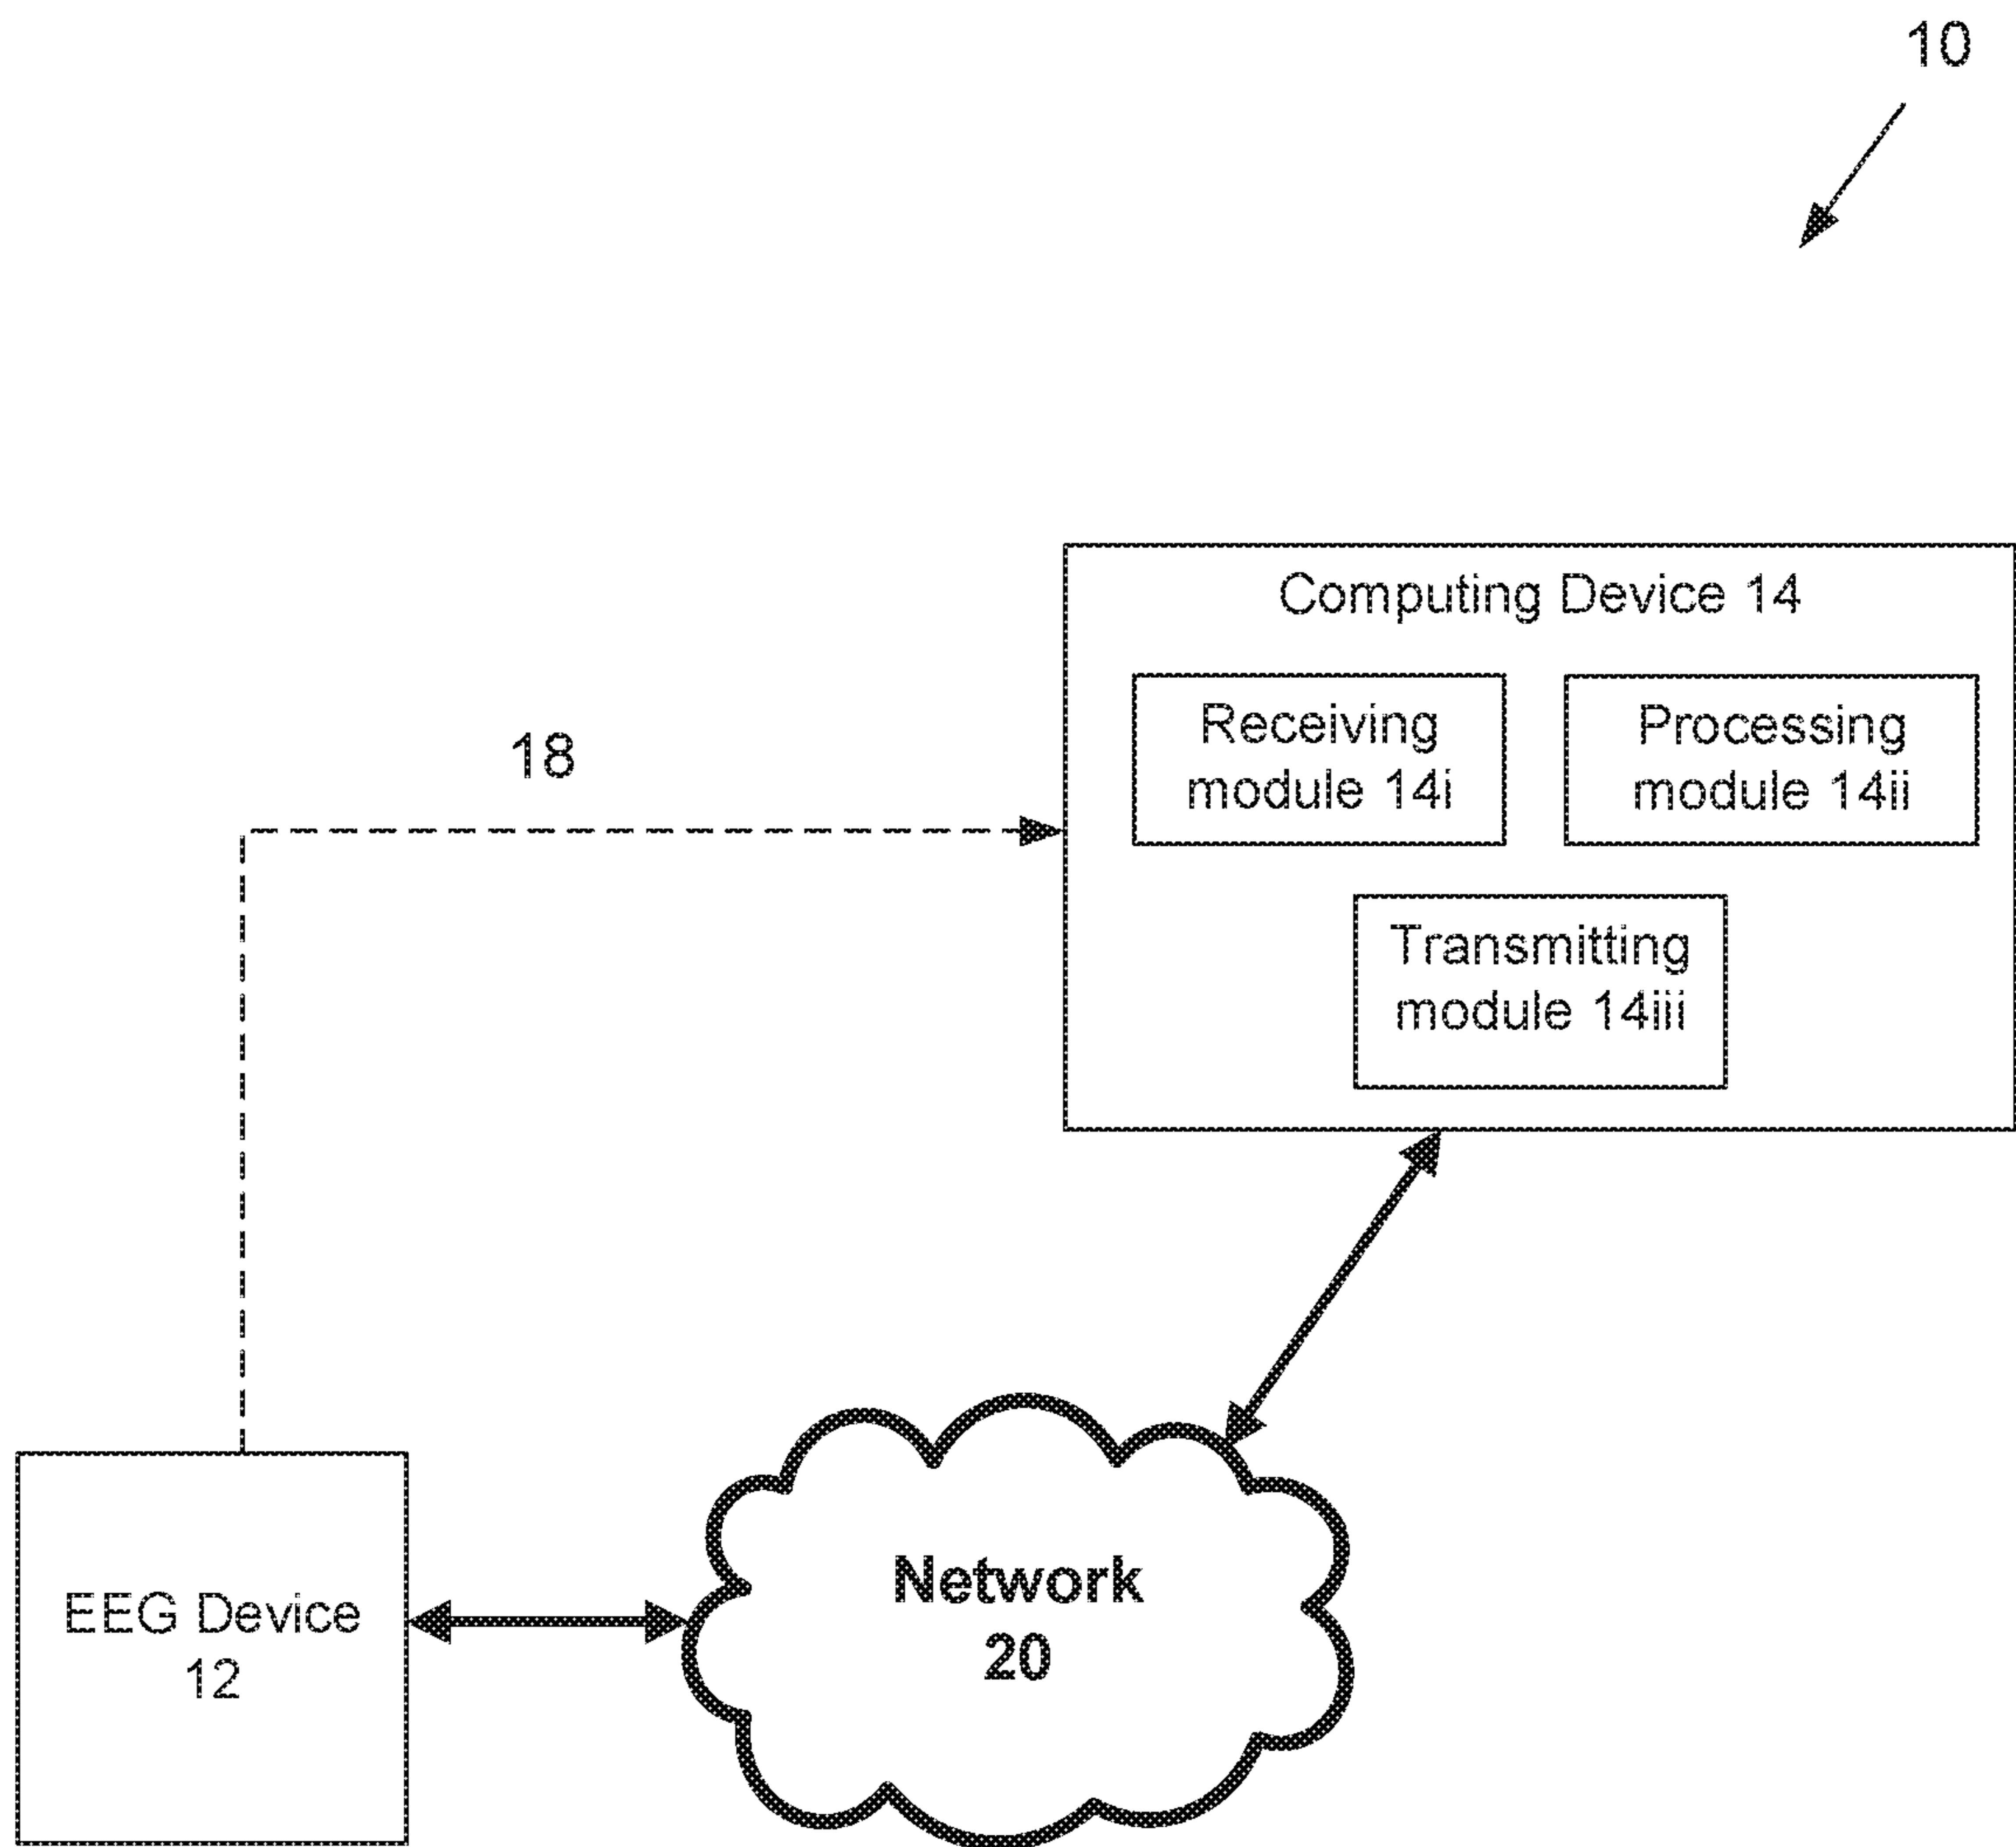 10
Computing Device 14
Receiving
module 14i
Processing
module 14ii
18
Transmitting
module 14iii
Network
20
EEG Device
12